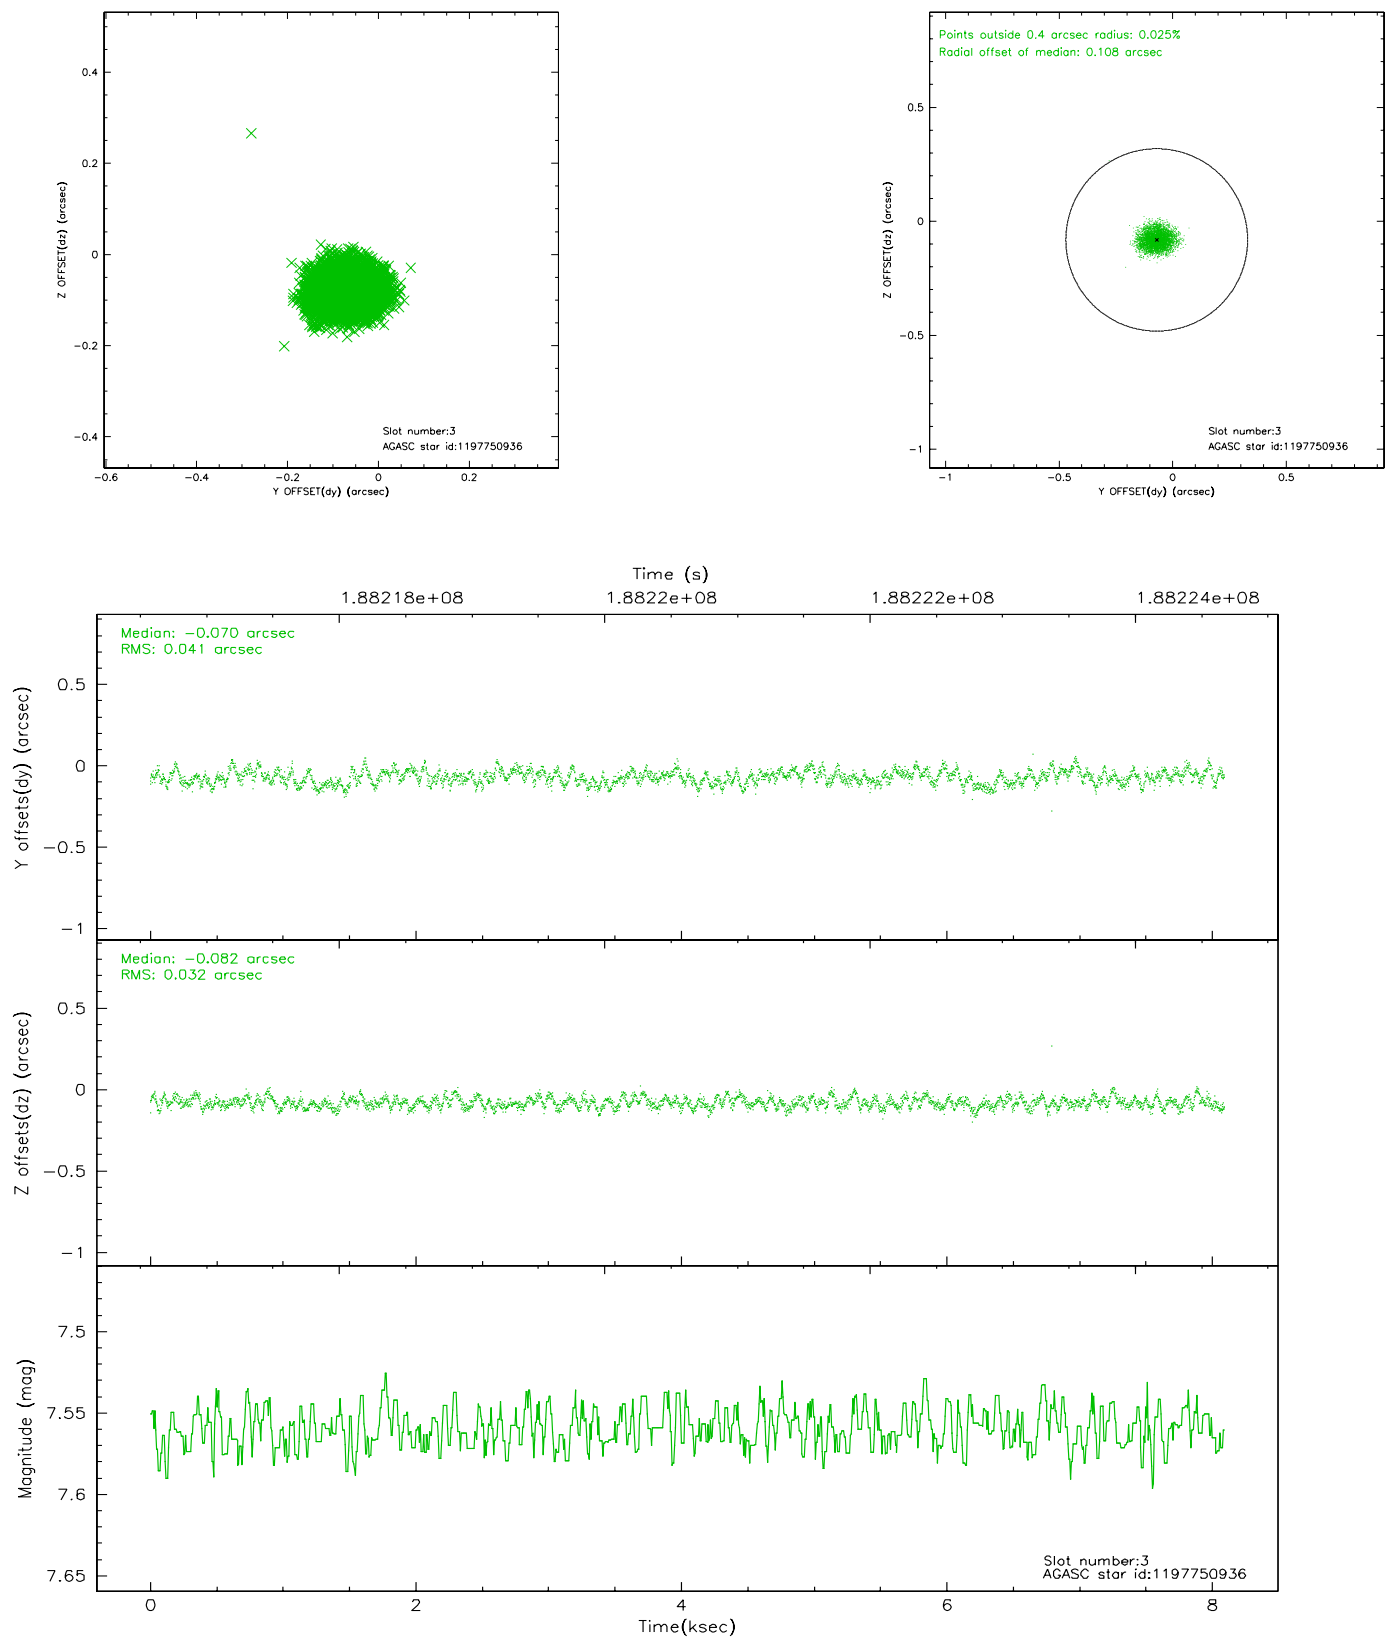 0.4
0.2
0
−0.2
−0.4
Z OFFSET(dz) (arcsec)
Slot number:3
AGASC star id:1197750936
−0.6 −0.4 −0.2 0 0.2
Y OFFSET(dy) (arcsec)
Points outside 0.4 arcsec radius: 0.025%
Radial offset of median: 0.108 arcsec
0.5
0
−0.5
−1
Z OFFSET(dz) (arcsec)
Slot number:3
AGASC star id:1197750936
−1 −0.5 0 0.5
Y OFFSET(dy) (arcsec)
Time (s)
1.88218e+08 1.8822e+08 1.88222e+08 1.88224e+08
Median: −0.070 arcsec
RMS: 0.041 arcsec
0.5
0
−0.5
−1
Y offsets(dy) (arcsec)
Median: −0.082 arcsec
RMS: 0.032 arcsec
0.5
0
−0.5
−1
Z offsets(dz) (arcsec)
7.5
7.55
7.6
7.65
Magnitude (mag)
Slot number:3
AGASC star id:1197750936
0 2 4 6 8
Time(ksec)